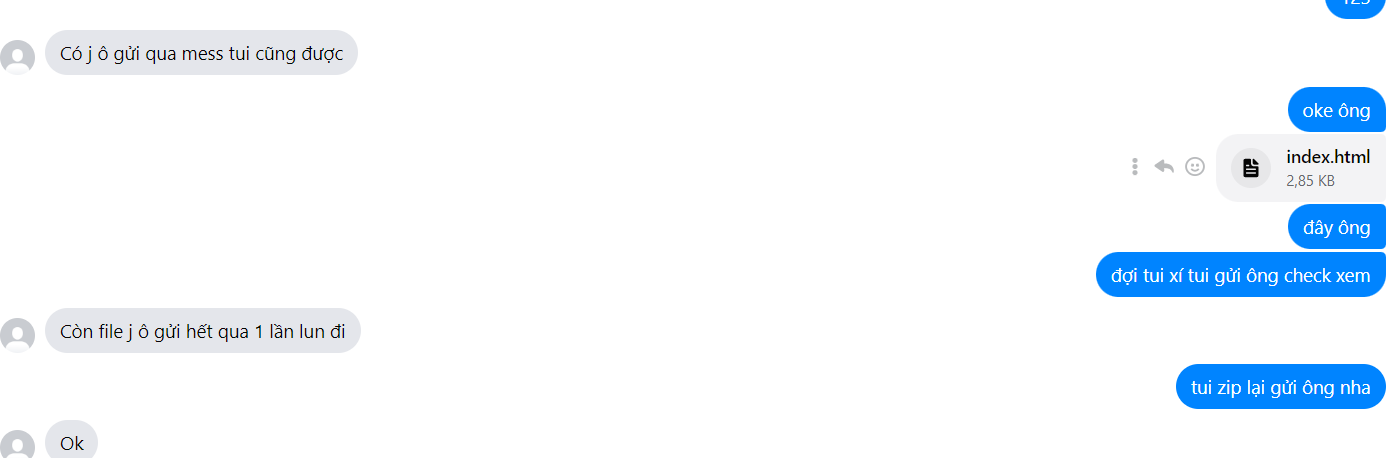 123
Có j ô gửi qua mess tui cũng được
oke ông
index.html
2,85 KB
đây ông
đợi tui xí tui gửi ông check xem
Còn file j ô gửi hết qua 1 lần lun đi
tui zip lại gửi ông nha
Ok